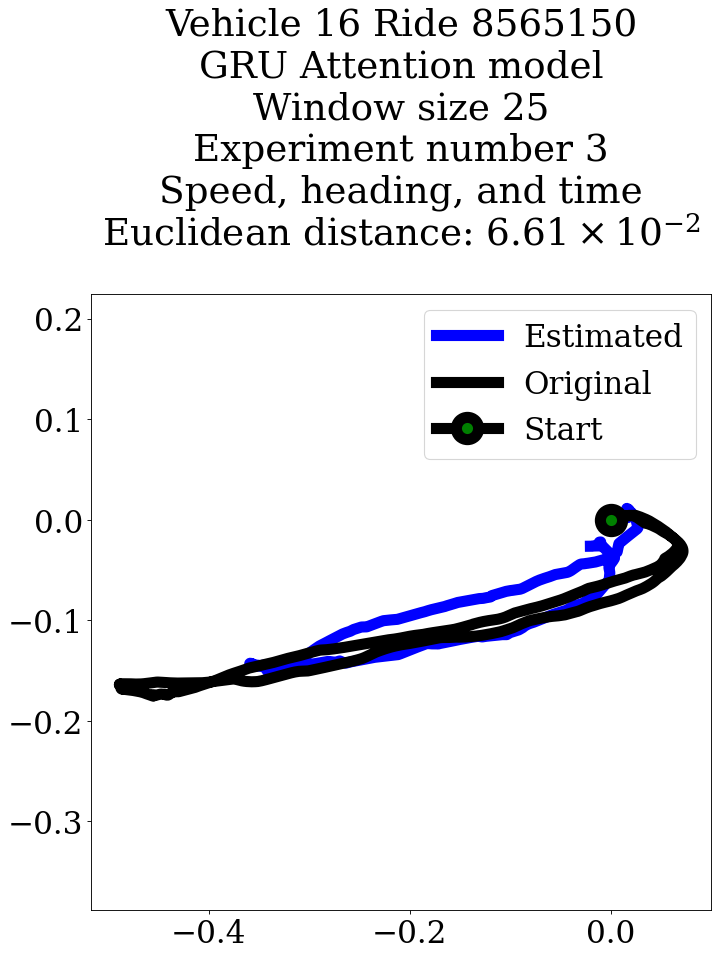 Vehicle 16 Ride 8565150
GRU Attention model
Window size 25
Experiment number 3
Speed, heading, and time
Euclidean distance: 6.61 × 10⁻²
Estimated
Original
Start
0.2
0.1
0.0
−0.1
−0.2
−0.3
−0.4
−0.2
0.0